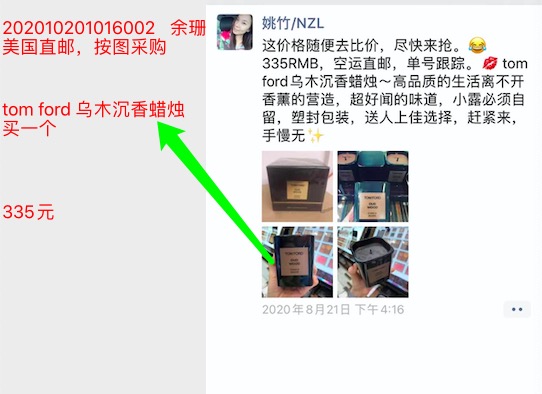 202010201016002 余珊
美国直邮，按图采购
tom ford 乌木沉香蜡烛
买一个
335元
姚竹/NZL
这价格随便去比价，尽快来抢。😂
335RMB，空运直邮，单号跟踪。💋 tom
ford乌木沉香蜡烛～高品质的生活离不开
香薰的营造，超好闻的味道，小露必须自
留，塑封包装，送人上佳选择，赶紧来，
手慢无✨
TOM FORD
OUD WOOD
TOM FORD
2020年8月21日 下午4:16